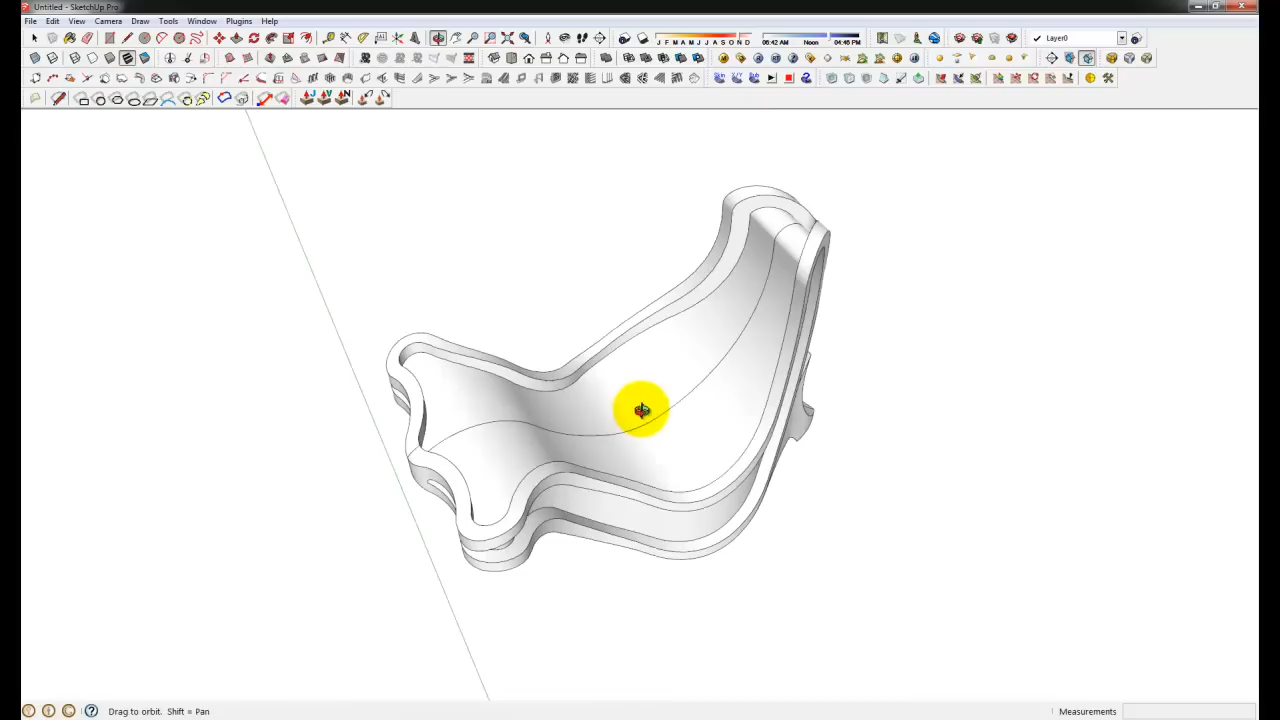 Untitled - SketchUp Pro
File Edit View Camera Draw Tools Window Plugins Help
J F M A M J J A S O N D 06:42 AM Noon 04:46 PM Layer0
Drag to orbit. Shift = Pan Measurements